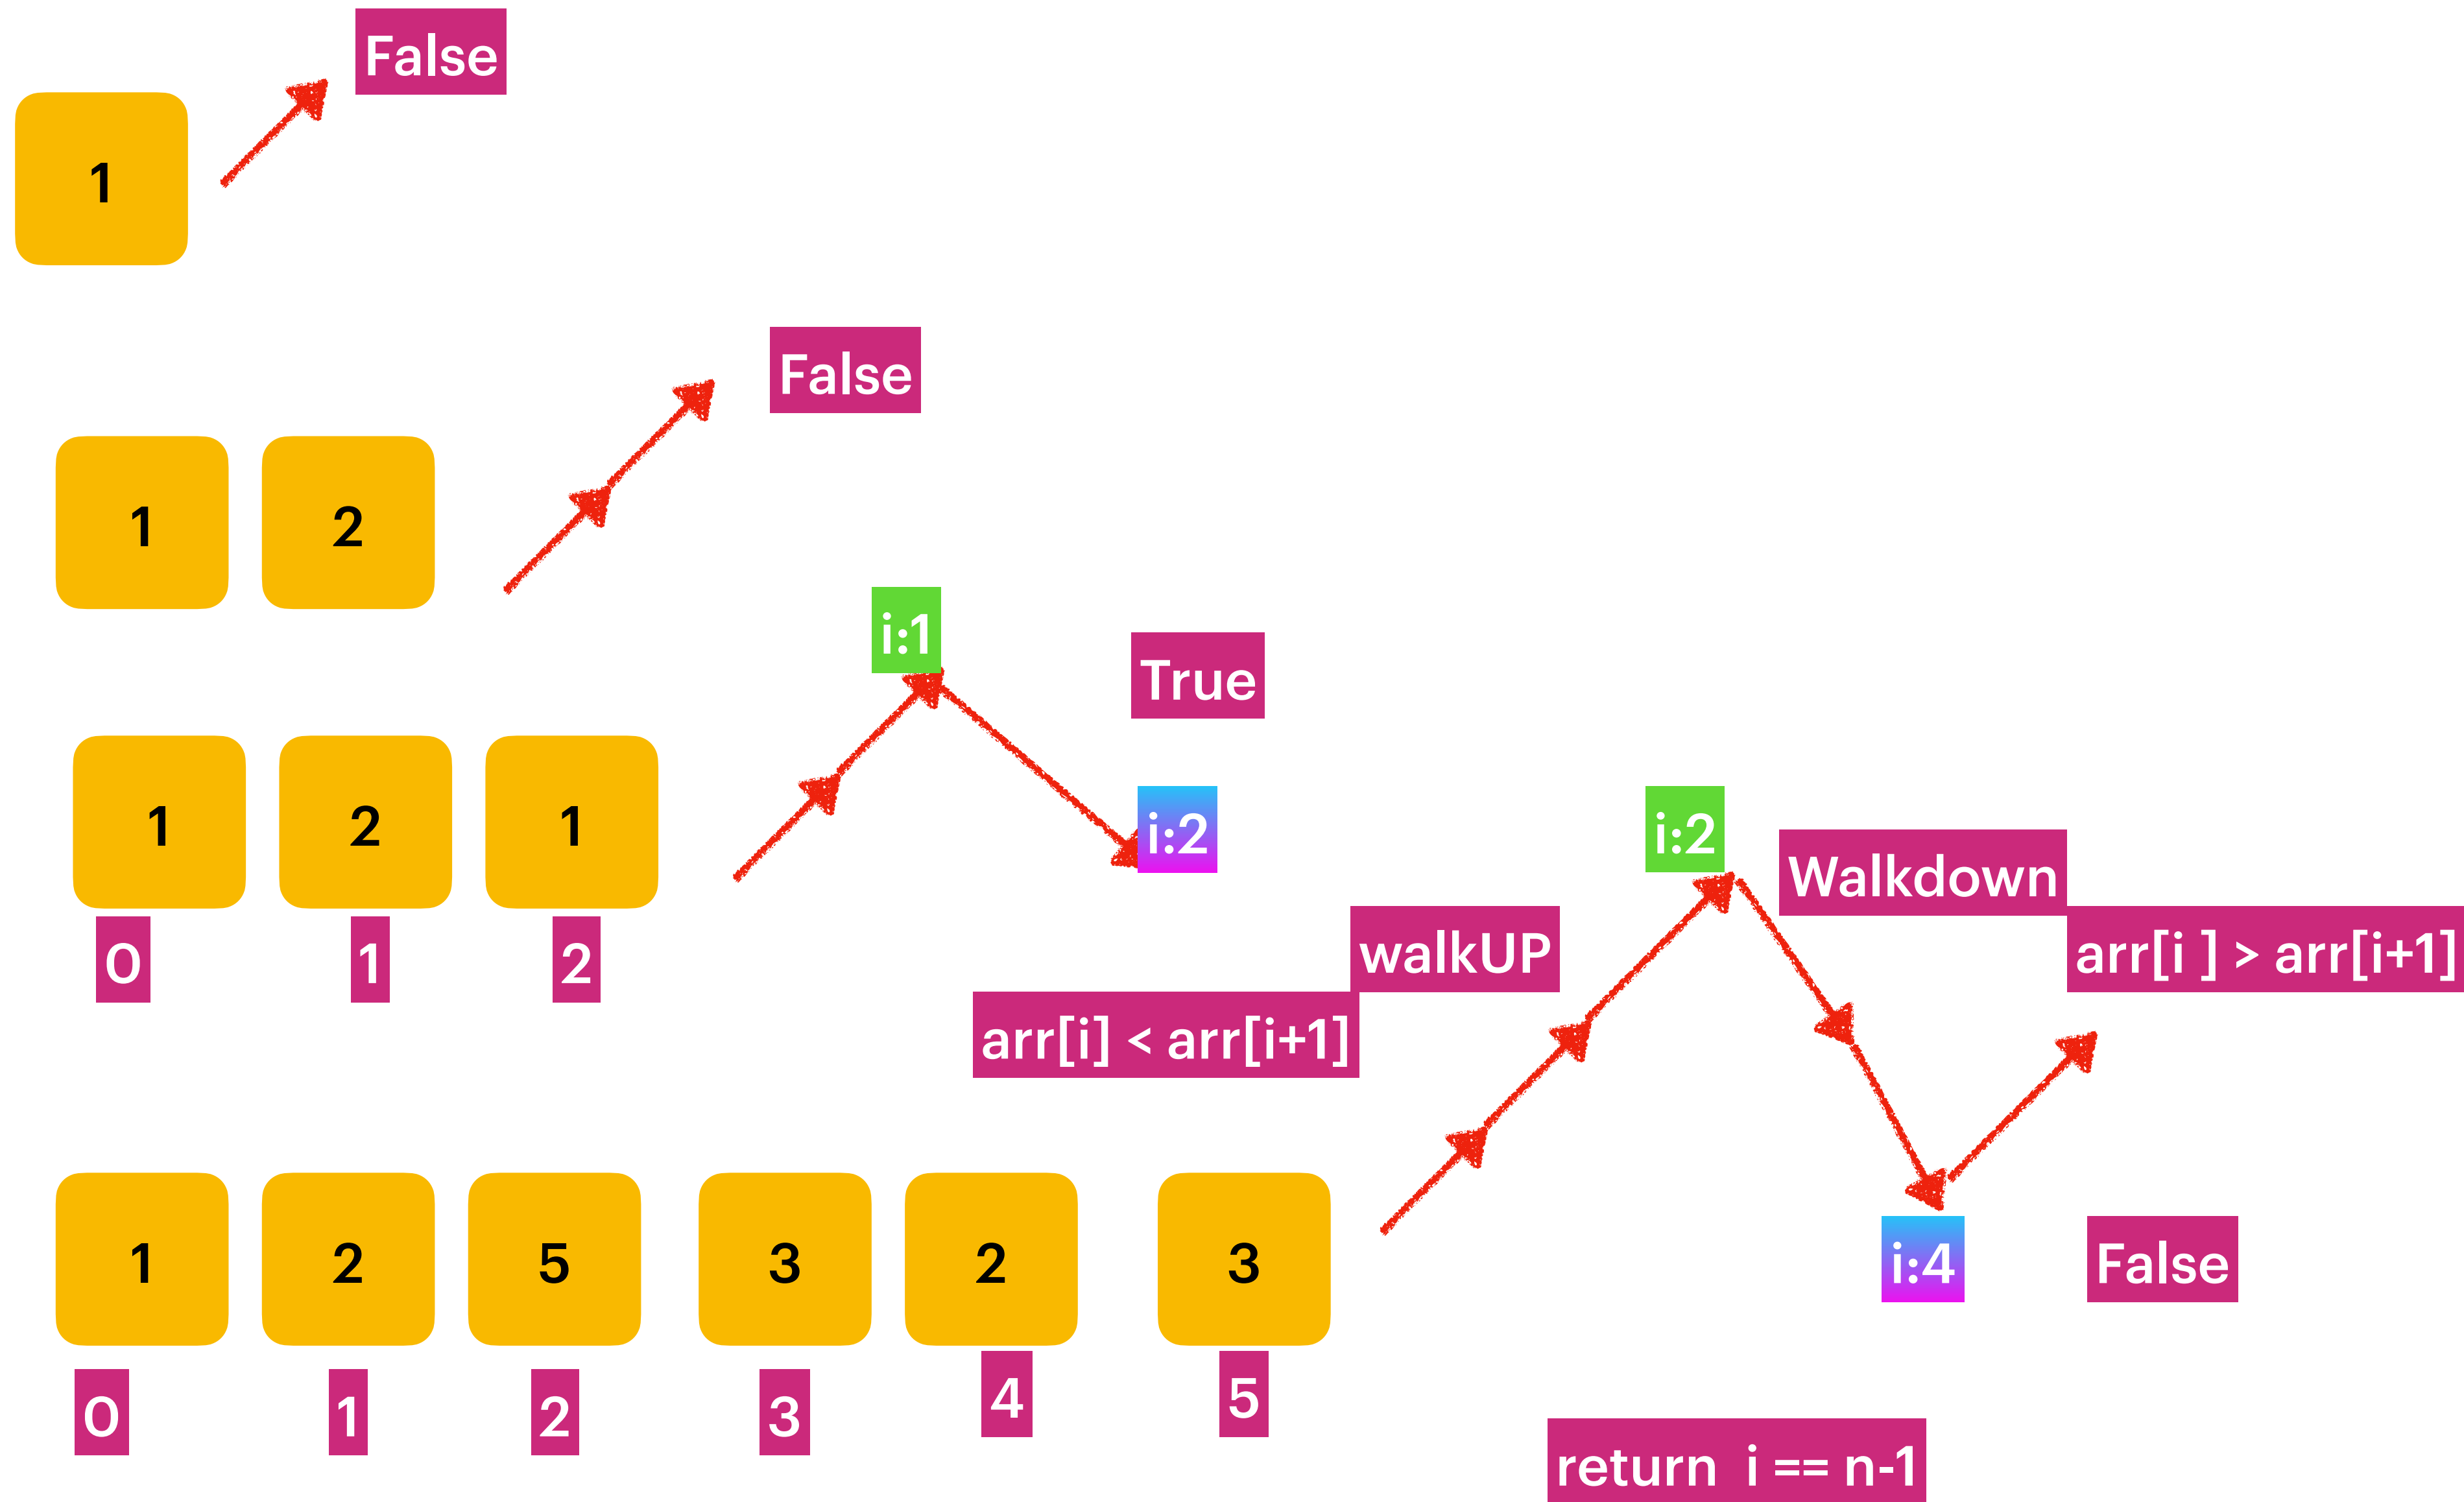 False
1
False
1 2
i:1
True
1 2 1
i:2
0 1 2
i:2
Walkdown
walkUP
arr[i ] > arr[i+1]
arr[i] < arr[i+1]
1 2 5 3 2 3
i:4
False
0 1 2 3 4 5
return i == n-1